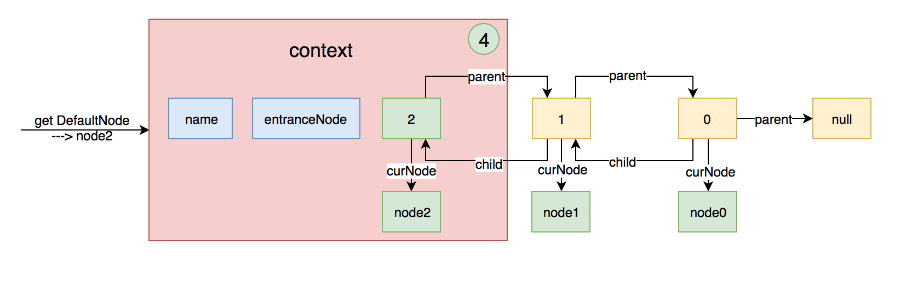 context
4
parent
parent
get DefaultNode
---> node2
name
entranceNode
2
1
0
parent
null
child
child
curNode
curNode
curNode
node2
node1
node0